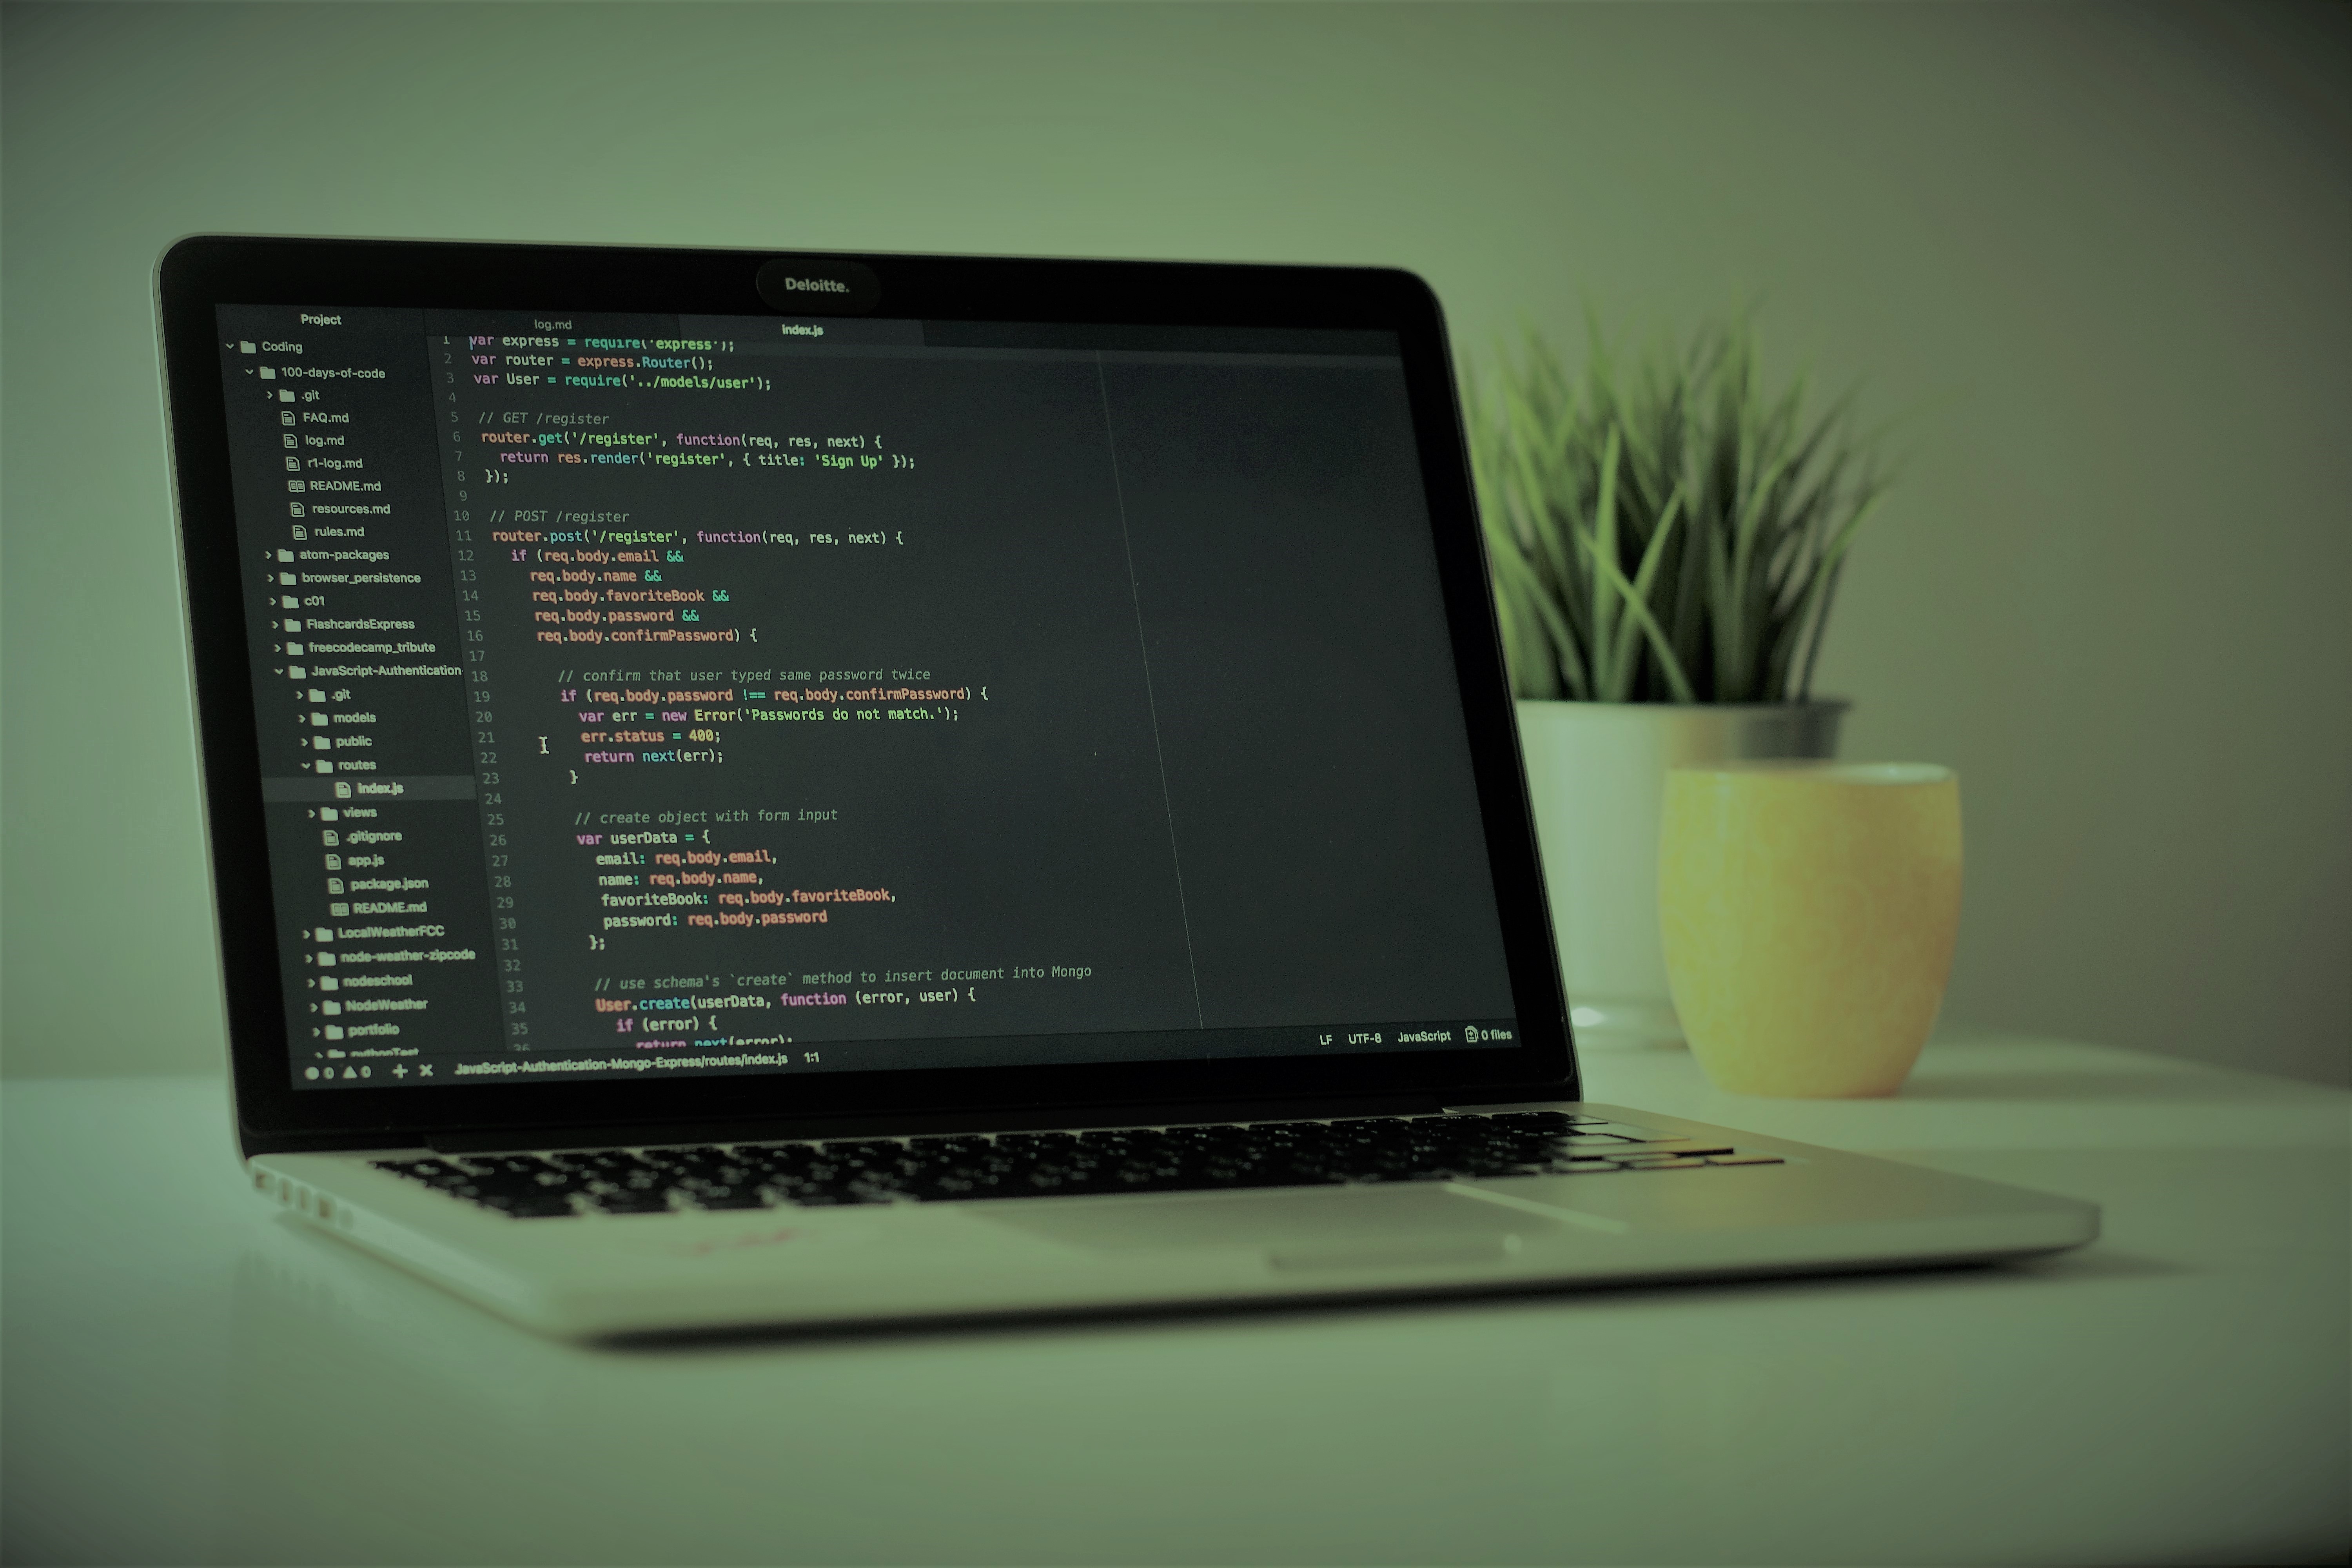 Deloitte.
Project
Coding
100-days-of-code
.git
FAQ.md
log.md
r1-log.md
README.md
resources.md
rules.md
atom-packages
browser_persistence
c01
FlashcardsExpress
freecodecamp_tribute
JavaScript-Authentication
.git
models
public
routes
index.js
views
.gitignore
app.js
package.json
README.md
LocalWeatherFCC
node-weather-zipcode
nodeschool
NodeWeather
portfolio
pythonTest
log.md
index.js
1 var express = require('express');
2 var router = express.Router();
3 var User = require('../models/user');
4
5 // GET /register
6 router.get('/register', function(req, res, next) {
7 return res.render('register', { title: 'Sign Up' });
8 });
9
10 // POST /register
11 router.post('/register', function(req, res, next) {
12 if (req.body.email &&
13 req.body.name &&
14 req.body.favoriteBook &&
15 req.body.password &&
16 req.body.confirmPassword) {
17
18 // confirm that user typed same password twice
19 if (req.body.password !== req.body.confirmPassword) {
20 var err = new Error('Passwords do not match.');
21 err.status = 400;
22 return next(err);
23 }
24
25 // create object with form input
26 var userData = {
27 email: req.body.email,
28 name: req.body.name,
29 favoriteBook: req.body.favoriteBook,
30 password: req.body.password
31 };
32
33 // use schema's `create` method to insert document into Mongo
34 User.create(userData, function (error, user) {
35 if (error) {
36 return next(error);
0 0 JavaScript-Authentication-Mongo-Express/routes/index.js 1:1
LF UTF-8 JavaScript 0 files